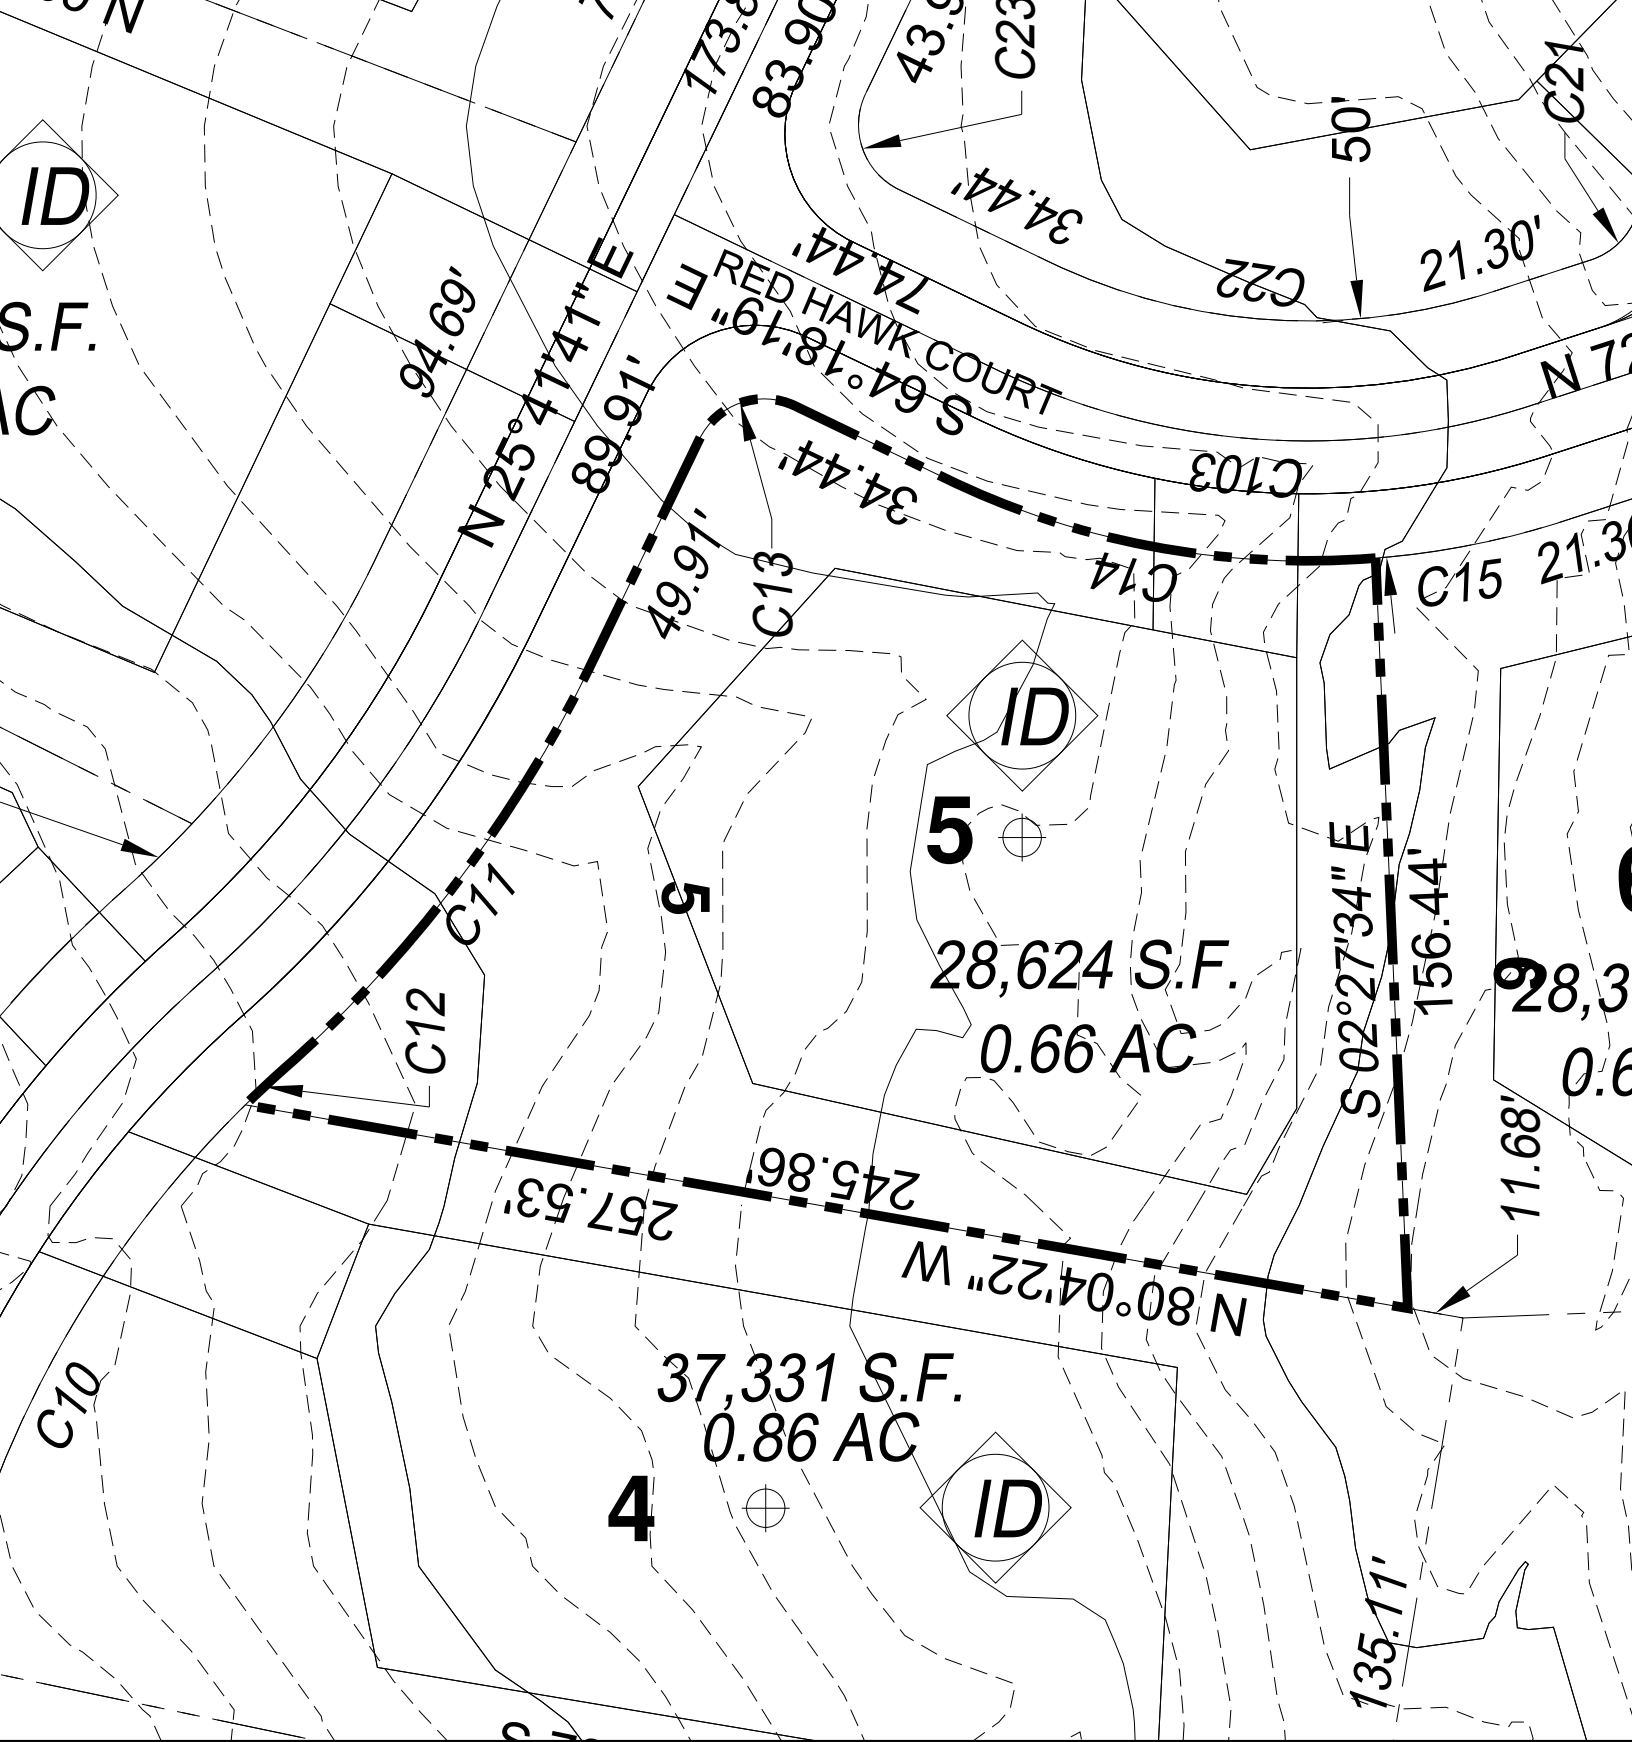 N
173.8
83.90
43.9
C23
C21
50'
ID
S.F.
AC
94.69'
N 25°41'41" E
89.91'
34.44'
74.44'
RED HAWK COURT
S 64°18'19" E
C22
21.30'
N 72
34.44'
C103
49.91'
C13
C14
C15
21.30
ID
5
5
C11
28,624 S.F.
0.66 AC
S 02°27'34" E
156.44'
6
6
28,3
0.6
C12
11.68'
245.86'
257.53'
N 80°04'22" W
C10
37,331 S.F.
0.86 AC
4
ID
135.11'